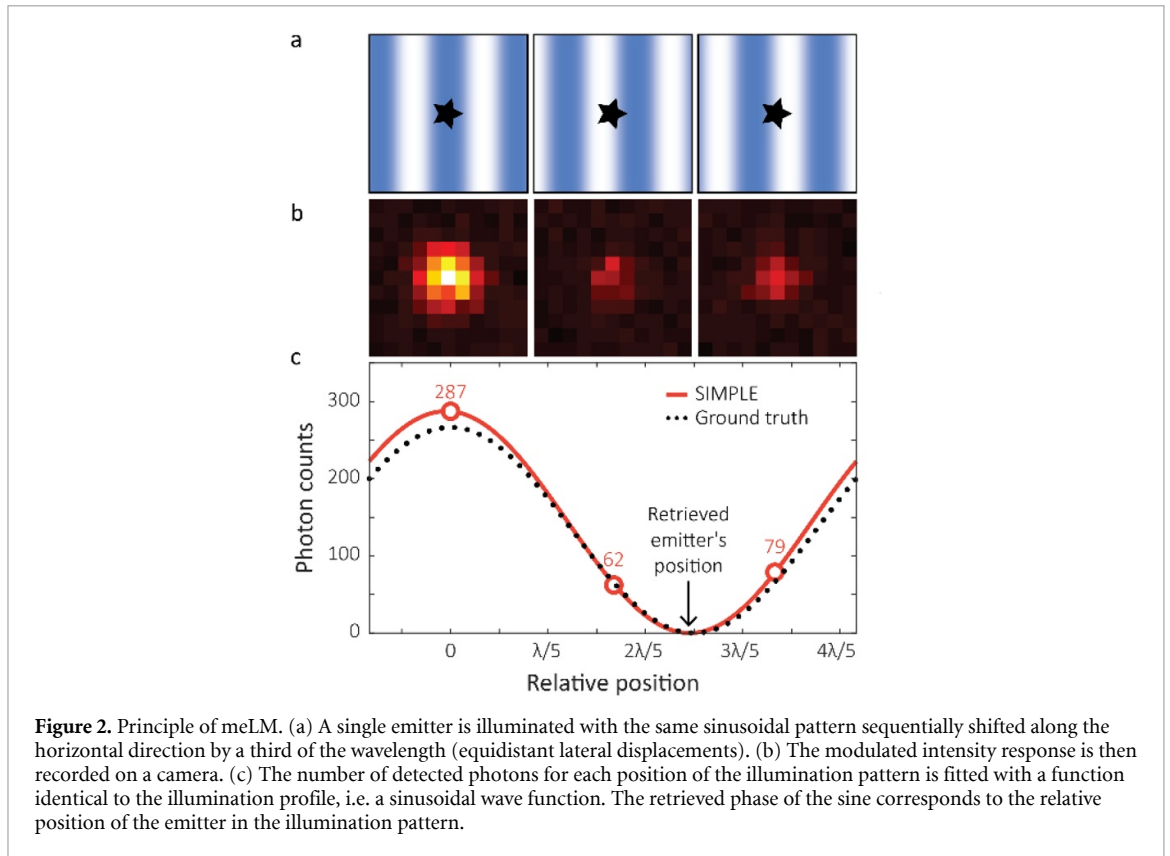 a
b
c
287
300
SIMPLE
Ground truth
200
Photon counts
Retrieved
emitter's
position
100
62
79
0
0
λ/5
2λ/5
3λ/5
4λ/5
Relative position
Figure 2. Principle of meLM. (a) A single emitter is illuminated with the same sinusoidal pattern sequentially shifted along the
horizontal direction by a third of the wavelength (equidistant lateral displacements). (b) The modulated intensity response is then
recorded on a camera. (c) The number of detected photons for each position of the illumination pattern is fitted with a function
identical to the illumination profile, i.e. a sinusoidal wave function. The retrieved phase of the sine corresponds to the relative
position of the emitter in the illumination pattern.